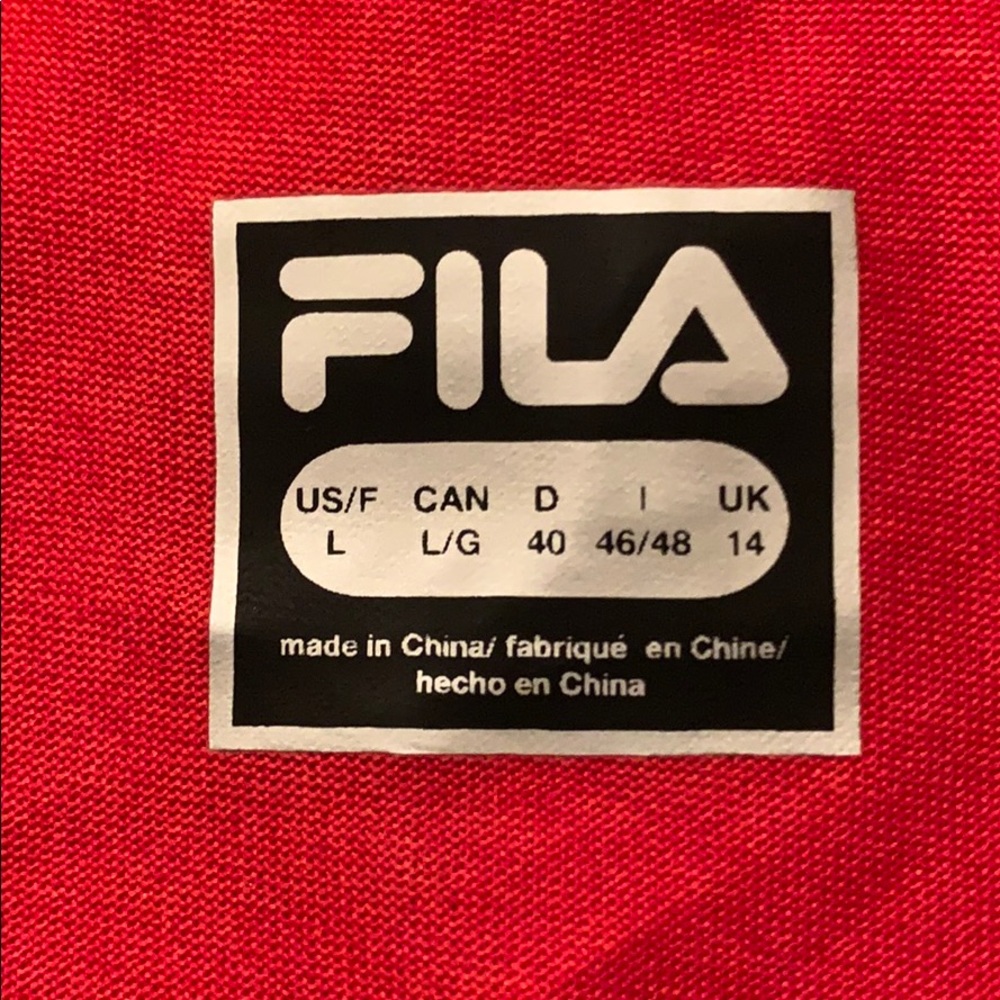 FILA
US/F CAN D I UK
L L/G 40 46/48 14
made in China/ fabriqué en Chine/
hecho en China